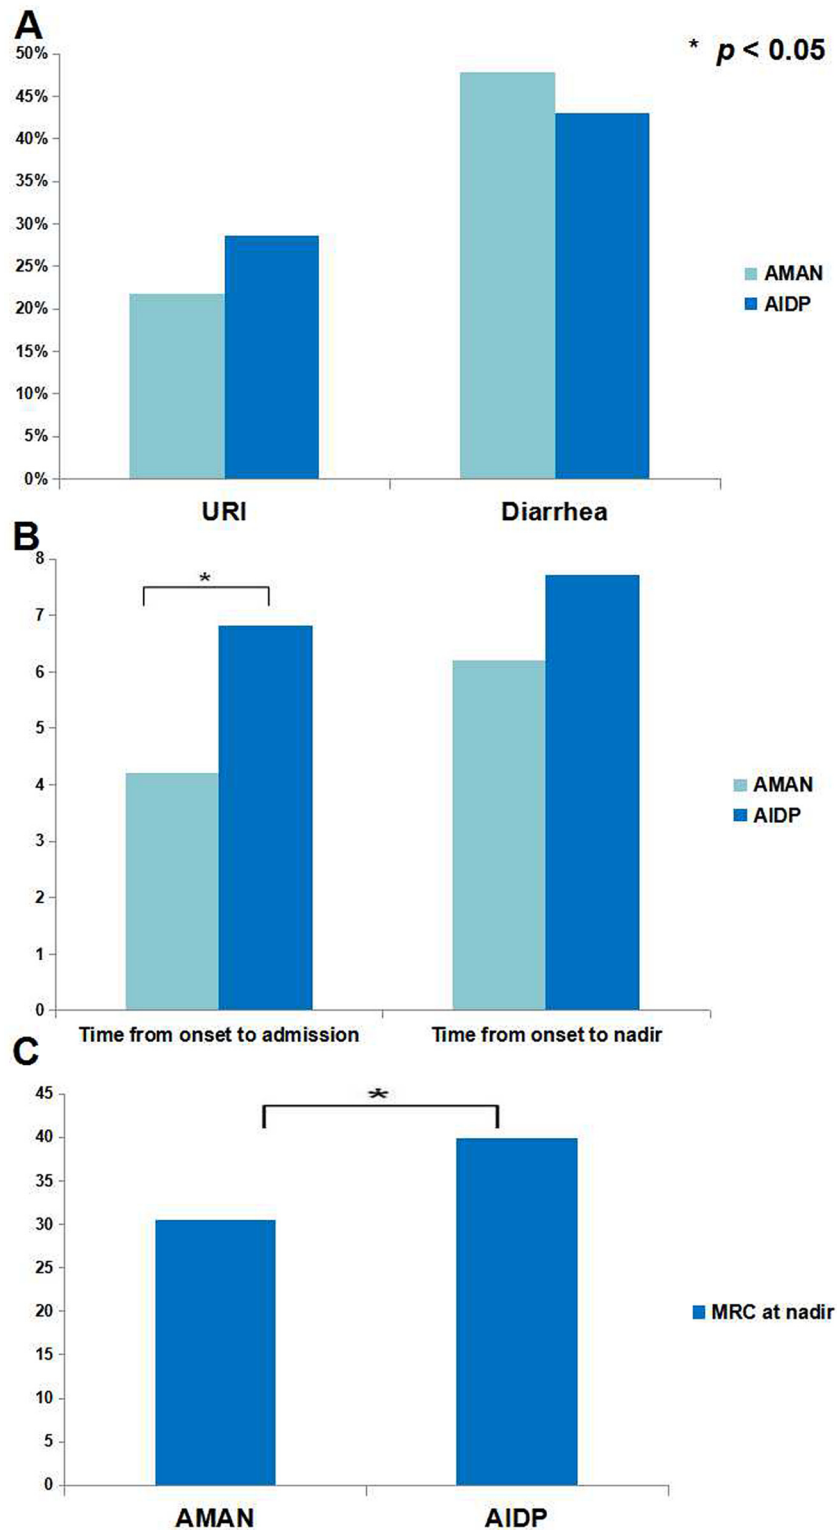 A
* p < 0.05
50%
45%
40%
35%
30%
25%
20%
15%
10%
5%
0%
AMAN
AIDP
URI
Diarrhea
B
8
7
6
5
4
3
2
1
0
*
AMAN
AIDP
Time from onset to admission
Time from onset to nadir
C
45
40
35
30
25
20
15
10
5
0
*
MRC at nadir
AMAN
AIDP